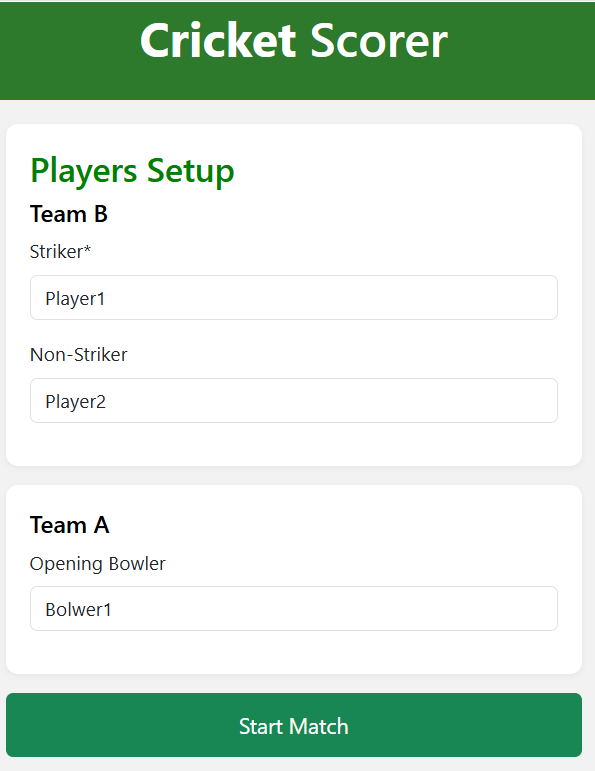 Cricket Scorer
Players Setup
Team B
Striker*
Player1
Non-Striker
Player2
Team A
Opening Bowler
Bolwer1
Start Match